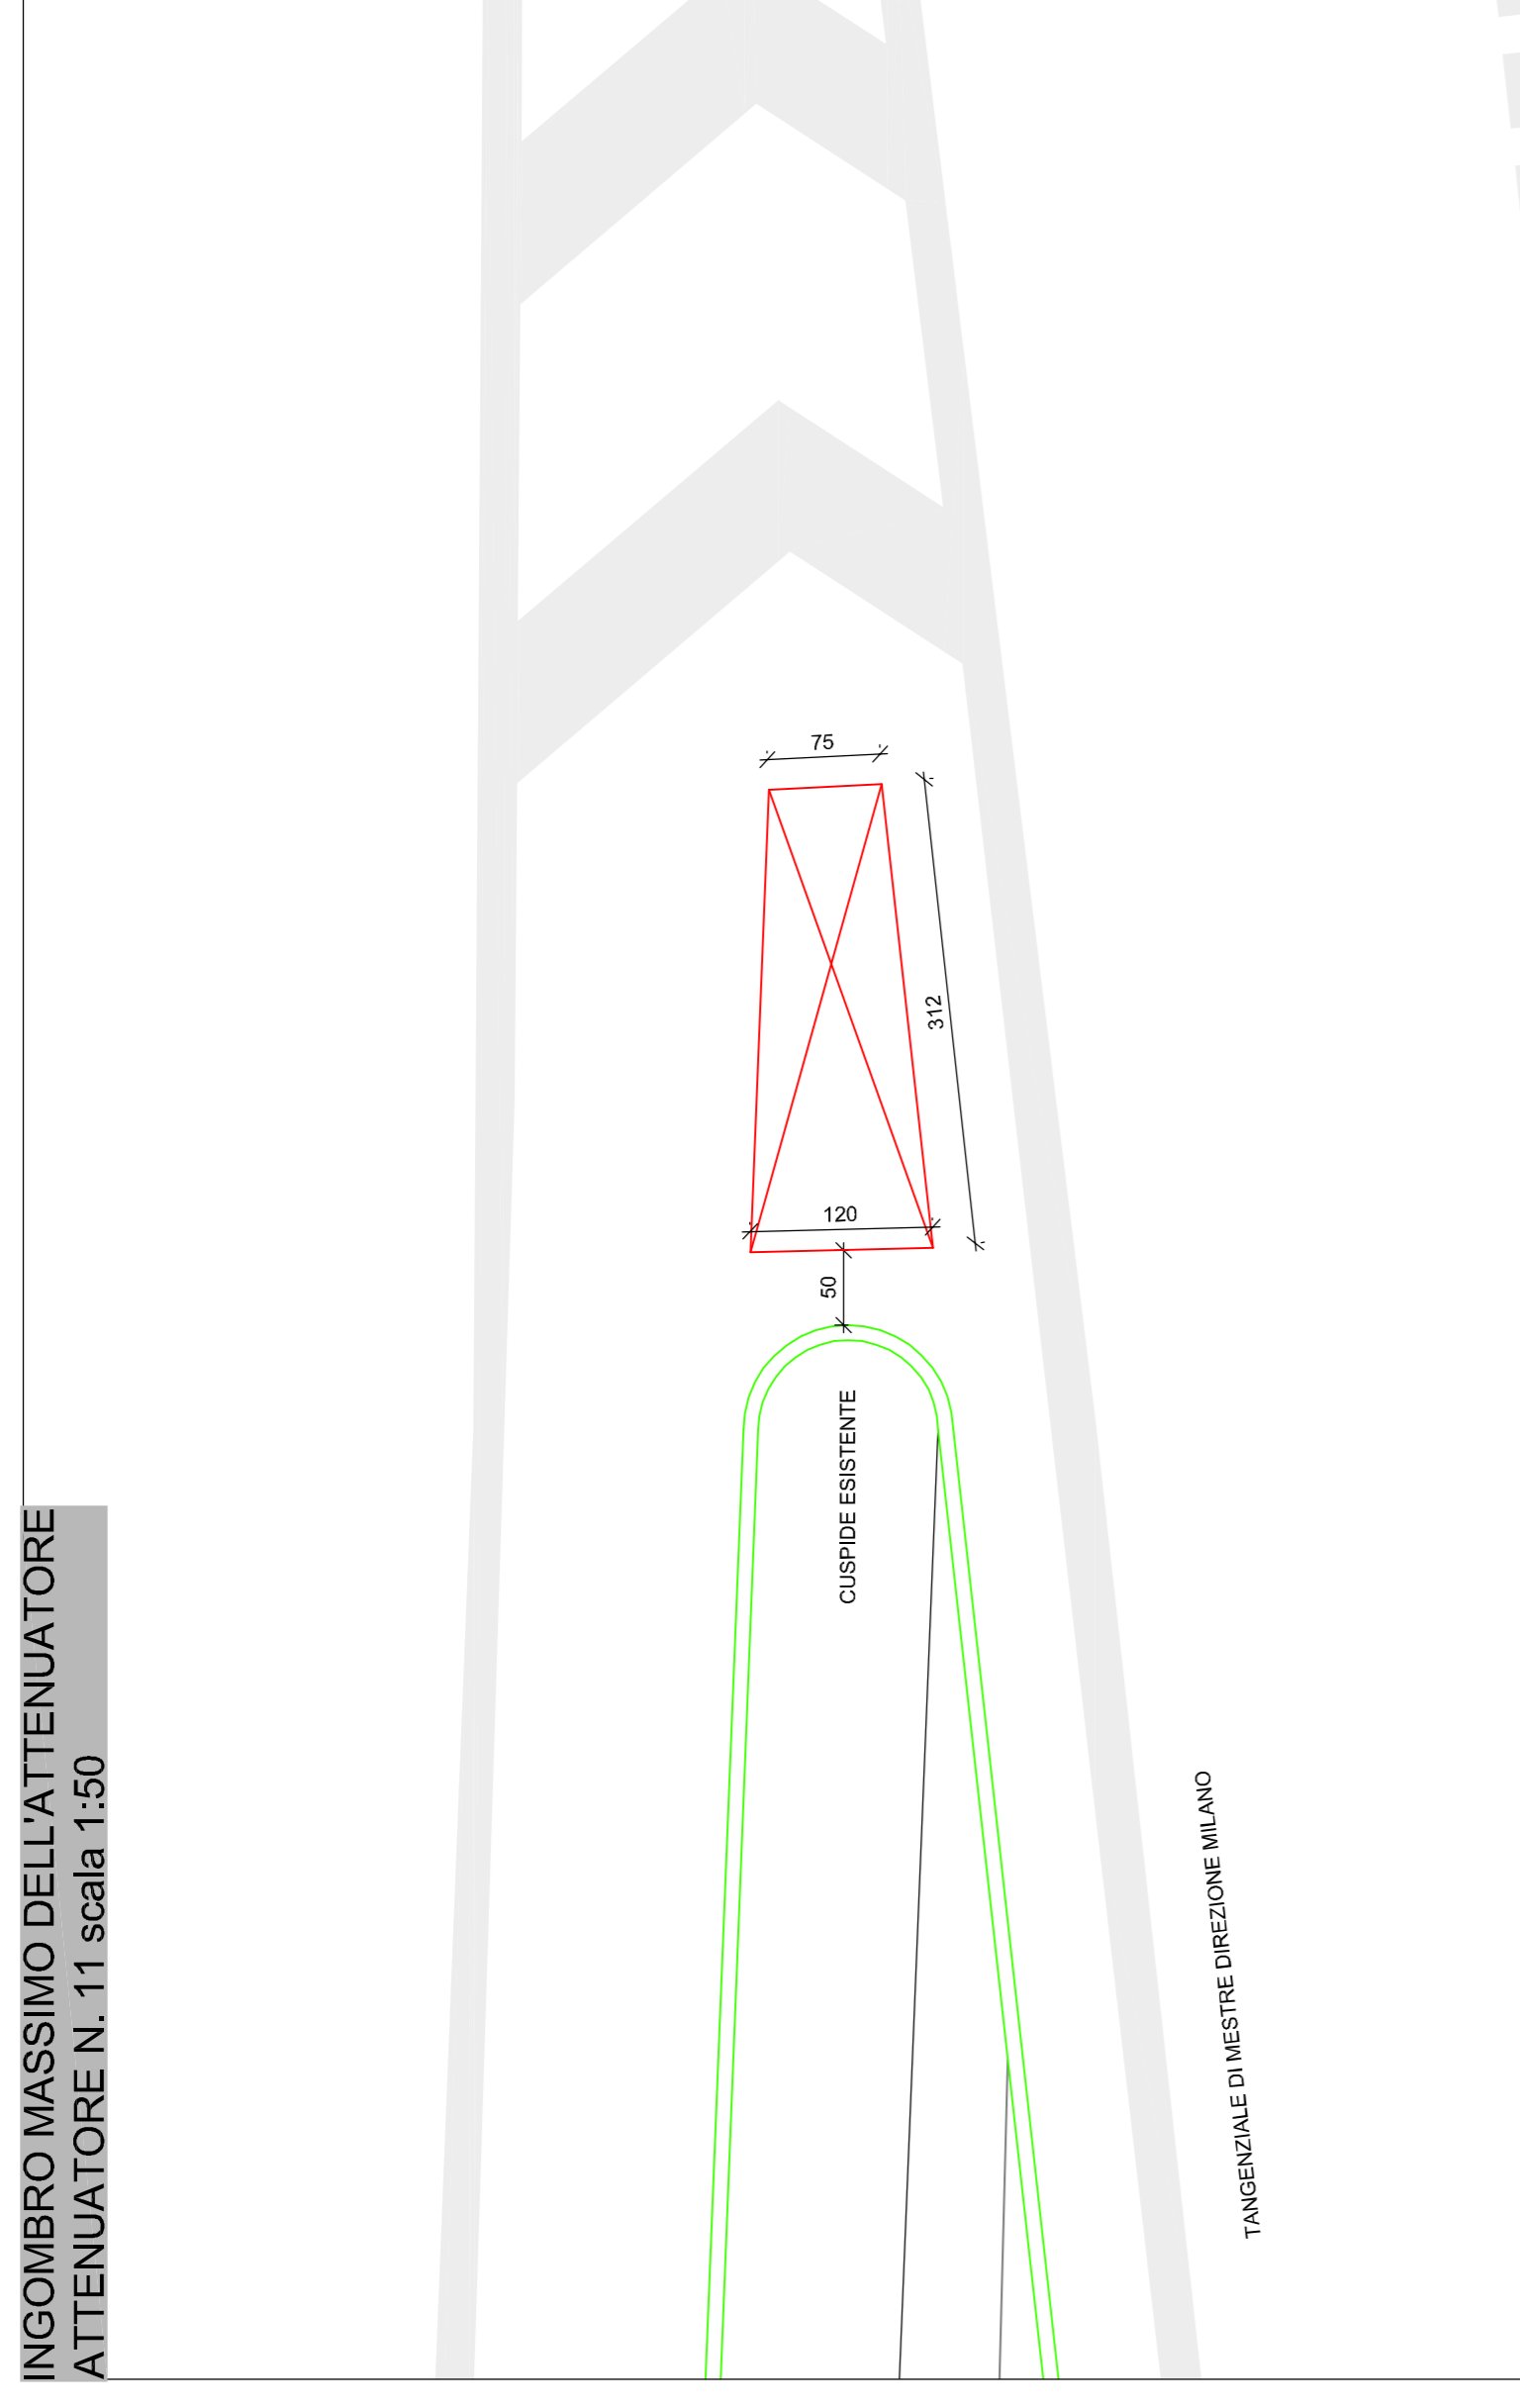 INGOMBRO MASSIMO DELL'ATTENUATORE
ATTENUATORE N. 11 scala 1:50
75
312
120
50
CUSPIDE ESISTENTE
TANGENZIALE DI MESTRE DIREZIONE MILANO